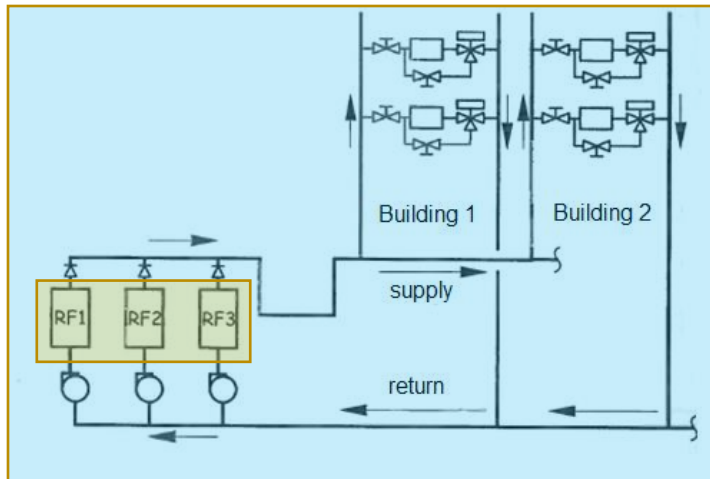 Building 1
Building 2
supply
RF1
RF2
RF3
return